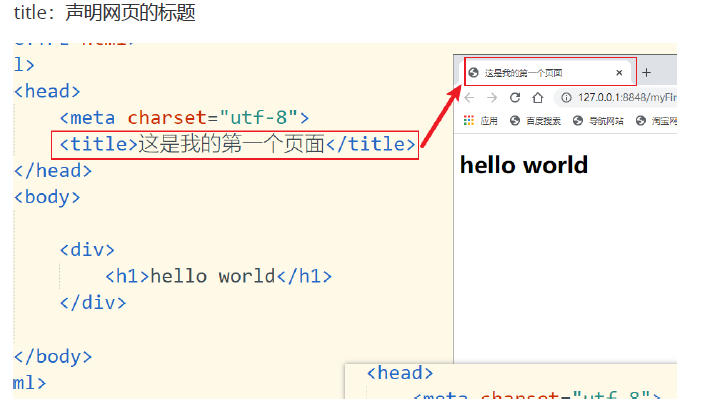 title：声明网页的标题
l>
<head>
<meta charset="utf-8">
<title>这是我的第一个页面</title>
</head>
<body>
<div>
<h1>hello world</h1>
</div>
</body>
ml>
这是我的第一个页面 × +
127.0.0.1:8848/myFir
应用 百度搜索 导航网站 淘宝网
hello world
<head>
<meta charset="utf-8">